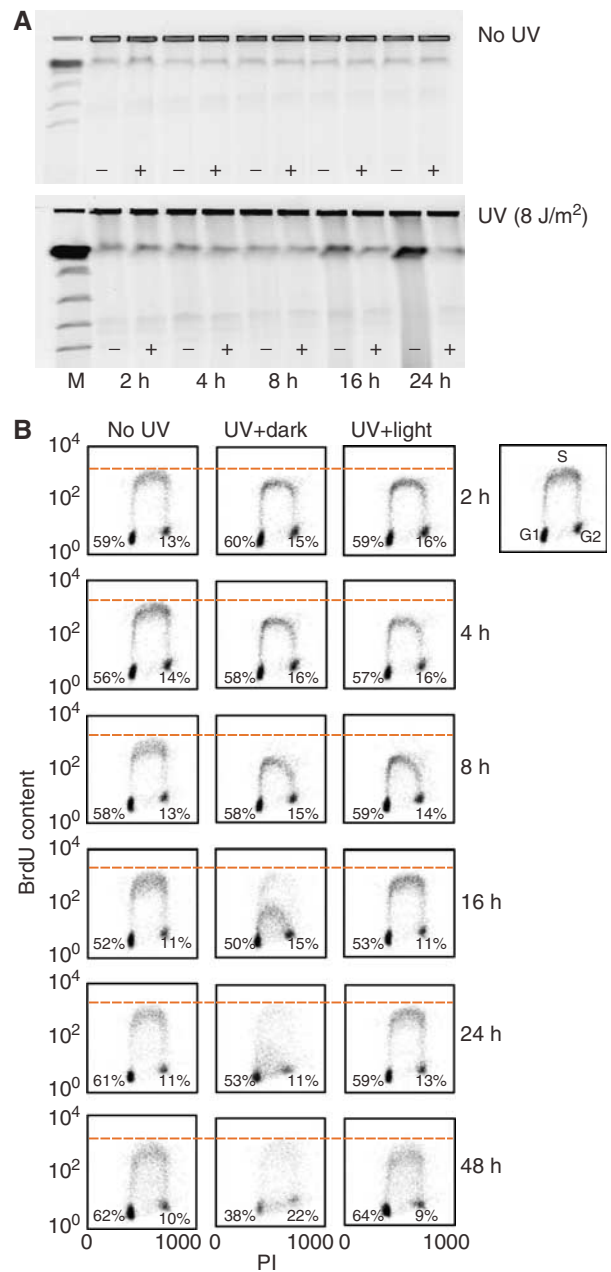 A
No UV
– + – + – + – + – +
UV (8 J/m²)
– + – + – + – + – +
M 2 h 4 h 8 h 16 h 24 h
B
No UV UV+dark UV+light
10⁴
10²
10⁰
59% 13% 60% 15% 59% 16%
2 h
S
G1 G2
10⁴
10²
10⁰
56% 14% 58% 16% 57% 16%
4 h
10⁴
10²
10⁰
58% 13% 58% 15% 59% 14%
8 h
BrdU content
10⁴
10²
10⁰
52% 11% 50% 15% 53% 11%
16 h
10⁴
10²
10⁰
61% 11% 53% 11% 59% 13%
24 h
10⁴
10²
10⁰
62% 10% 38% 22% 64% 9%
48 h
0 1000 0 1000
PI